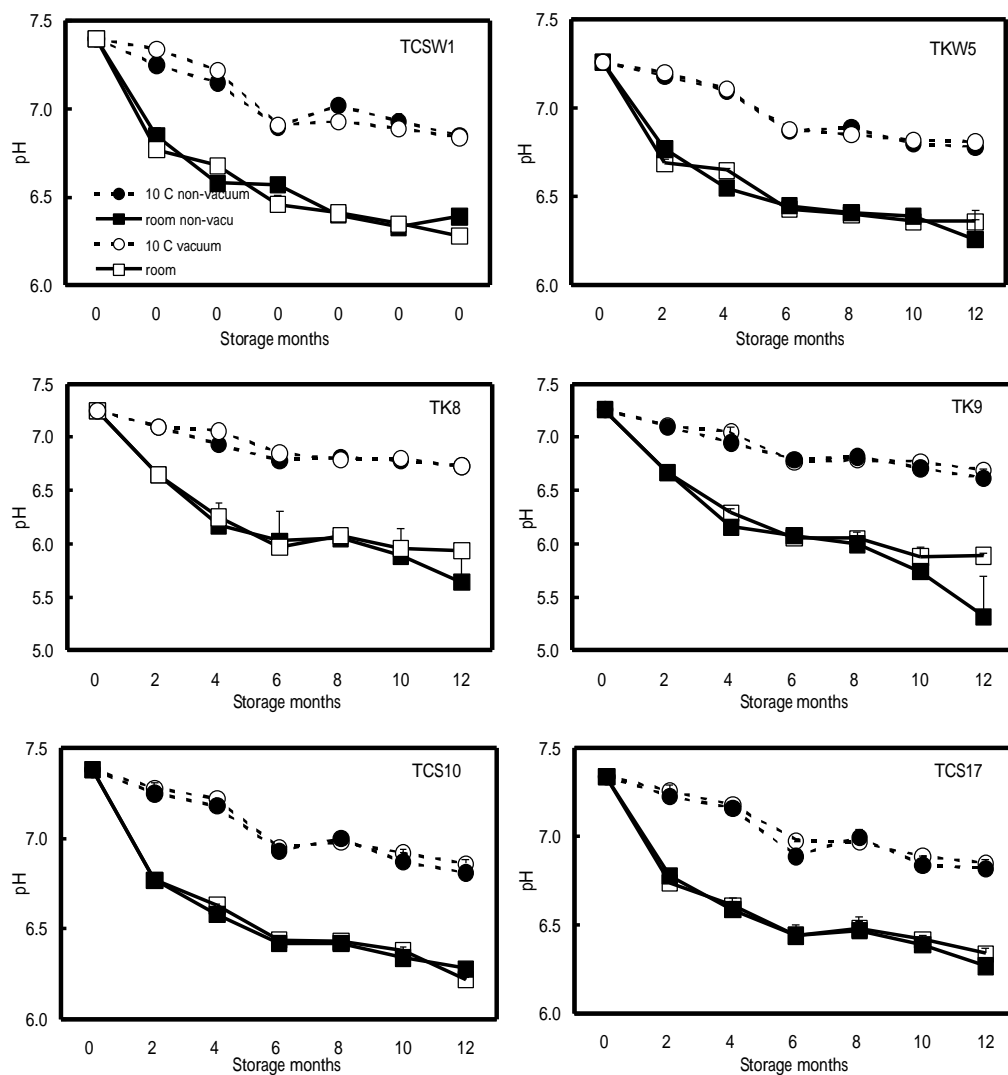 7.5
TCSW1
7.0
pH
6.5
10 C non-vacuum
room non-vacu
10 C vacuum
room
6.0
0 0 0 0 0 0 0
Storage months
7.5
TKW5
7.0
pH
6.5
6.0
0 2 4 6 8 10 12
Storage months
7.5
TK8
7.0
6.5
pH
6.0
5.5
5.0
0 2 4 6 8 10 12
Storage months
7.5
TK9
7.0
6.5
pH
6.0
5.5
5.0
0 2 4 6 8 10 12
Storage months
7.5
TCS10
7.0
pH
6.5
6.0
0 2 4 6 8 10 12
Storage months
7.5
TCS17
7.0
pH
6.5
6.0
0 2 4 6 8 10 12
Storage months